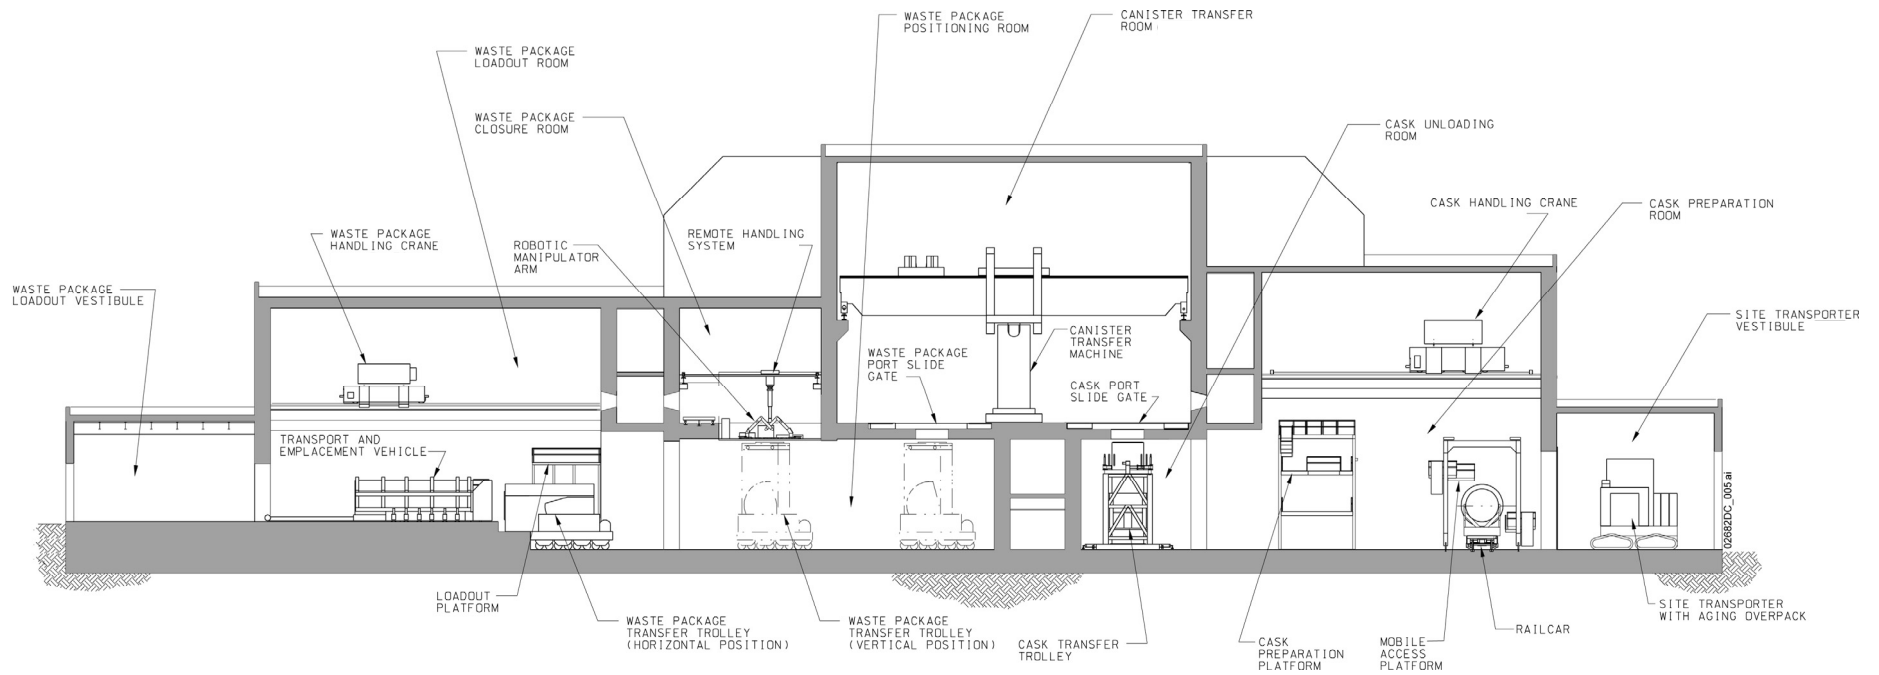 WASTE PACKAGE
POSITIONING ROOM
CANISTER TRANSFER
ROOM
WASTE PACKAGE
LOADOUT ROOM
WASTE PACKAGE
CLOSURE ROOM
CASK UNLOADING
ROOM
CASK HANDLING CRANE
CASK PREPARATION
ROOM
WASTE PACKAGE
HANDLING CRANE
ROBOTIC
MANIPULATOR
ARM
REMOTE HANDLING
SYSTEM
WASTE PACKAGE
LOADOUT VESTIBULE
SITE TRANSPORTER
VESTIBULE
CANISTER
TRANSFER
MACHINE
WASTE PACKAGE
PORT SLIDE
GATE
CASK PORT
SLIDE GATE
TRANSPORT AND
EMPLACEMENT VEHICLE
02682DC_005.ai
LOADOUT
PLATFORM
WASTE PACKAGE
TRANSFER TROLLEY
(HORIZONTAL POSITION)
WASTE PACKAGE
TRANSFER TROLLEY
(VERTICAL POSITION)
CASK TRANSFER
TROLLEY
CASK
PREPARATION
PLATFORM
MOBILE
ACCESS
PLATFORM
RAILCAR
SITE TRANSPORTER
WITH AGING OVERPACK